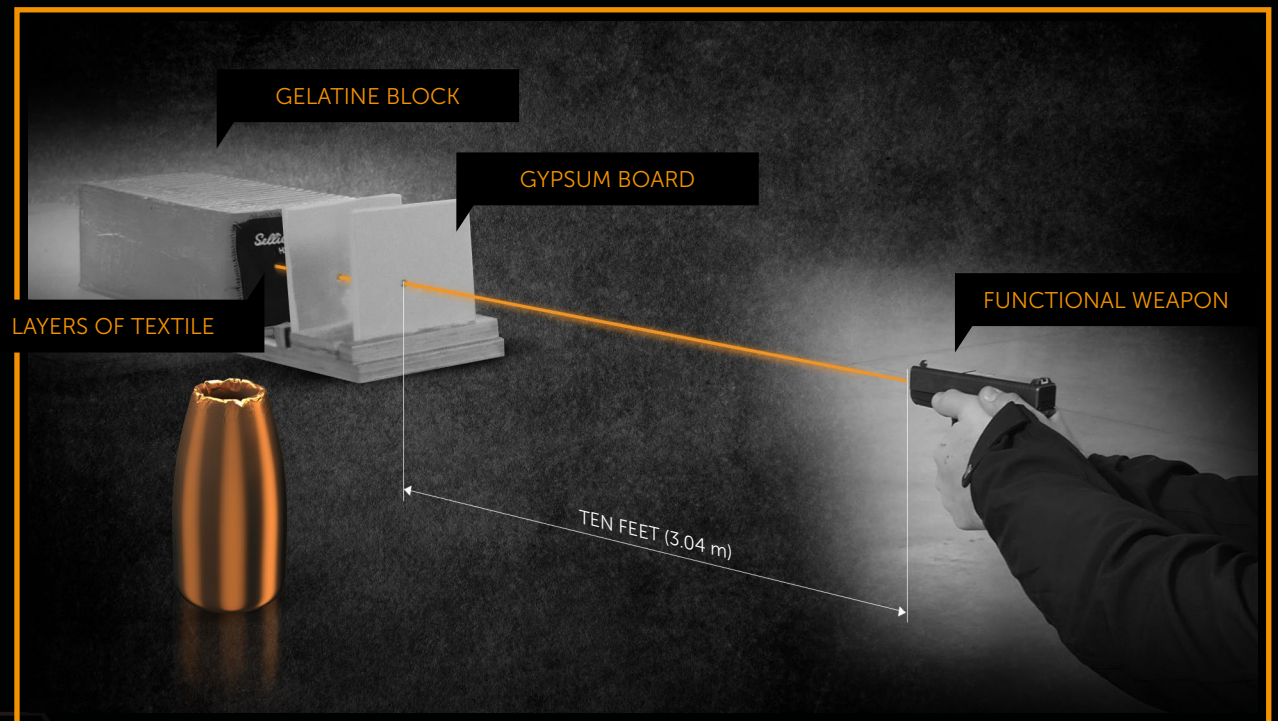 GELATINE BLOCK
GYPSUM BOARD
FUNCTIONAL WEAPON
LAYERS OF TEXTILE
TEN FEET (3.04 m)